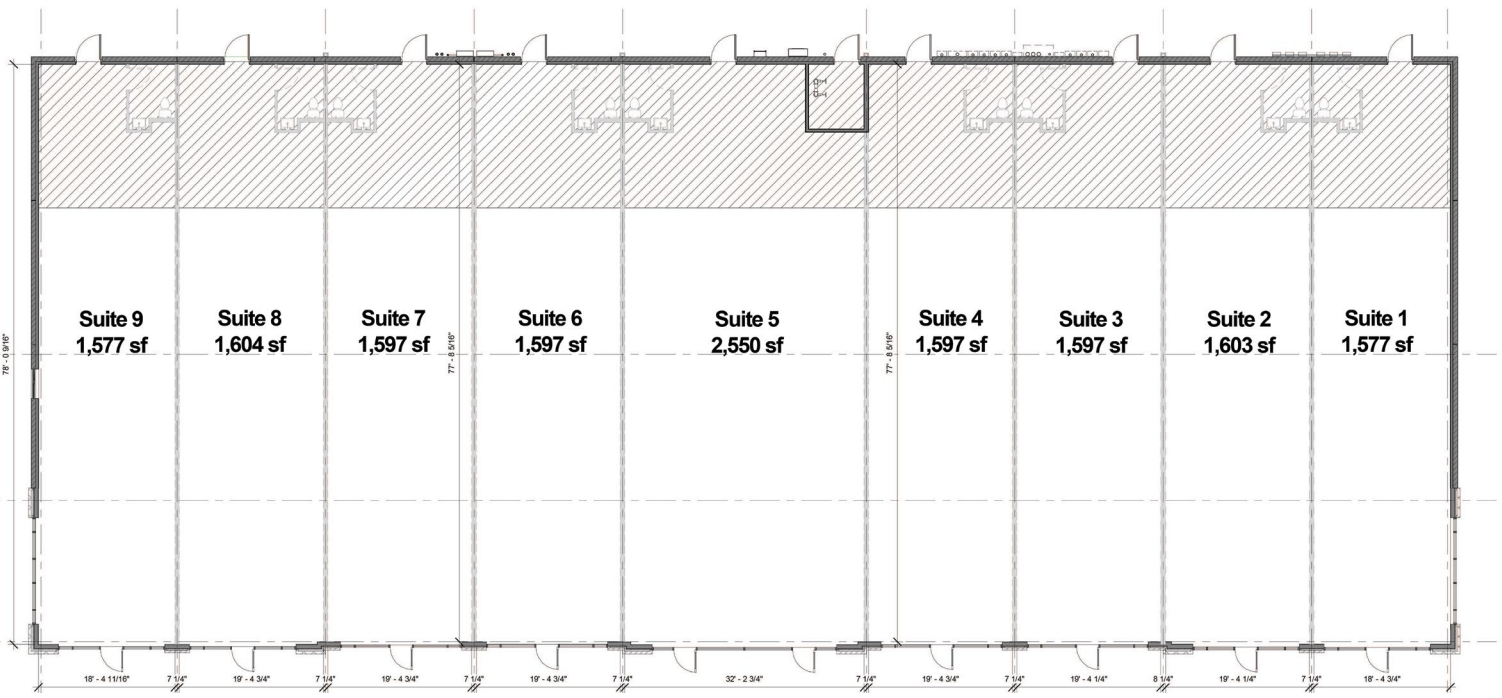 Suite 9
1,577 sf
Suite 8
1,604 sf
Suite 7
1,597 sf
Suite 6
1,597 sf
Suite 5
2,550 sf
Suite 4
1,597 sf
Suite 3
1,597 sf
Suite 2
1,603 sf
Suite 1
1,577 sf
78' - 0 9/16"
77' - 8 5/16"
77' - 8 5/16"
18' - 4 11/16" 7 1/4" 19' - 4 3/4" 7 1/4" 19' - 4 3/4" 7 1/4" 19' - 4 3/4" 7 1/4" 32' - 2 3/4" 7 1/4" 19' - 4 3/4" 7 1/4" 19' - 4 1/4" 8 1/4" 19' - 4 1/4" 7 1/4" 18' - 4 3/4"